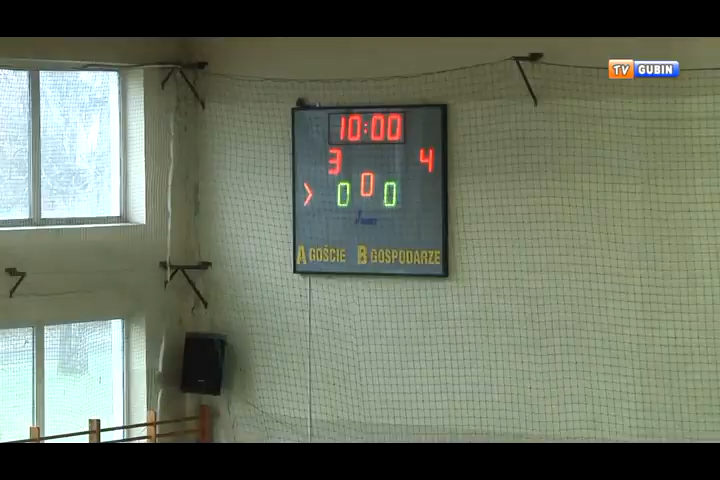 TV GUBIN
10:00
3 4
> 0 0 0
A GOŚCIE B GOSPODARZE